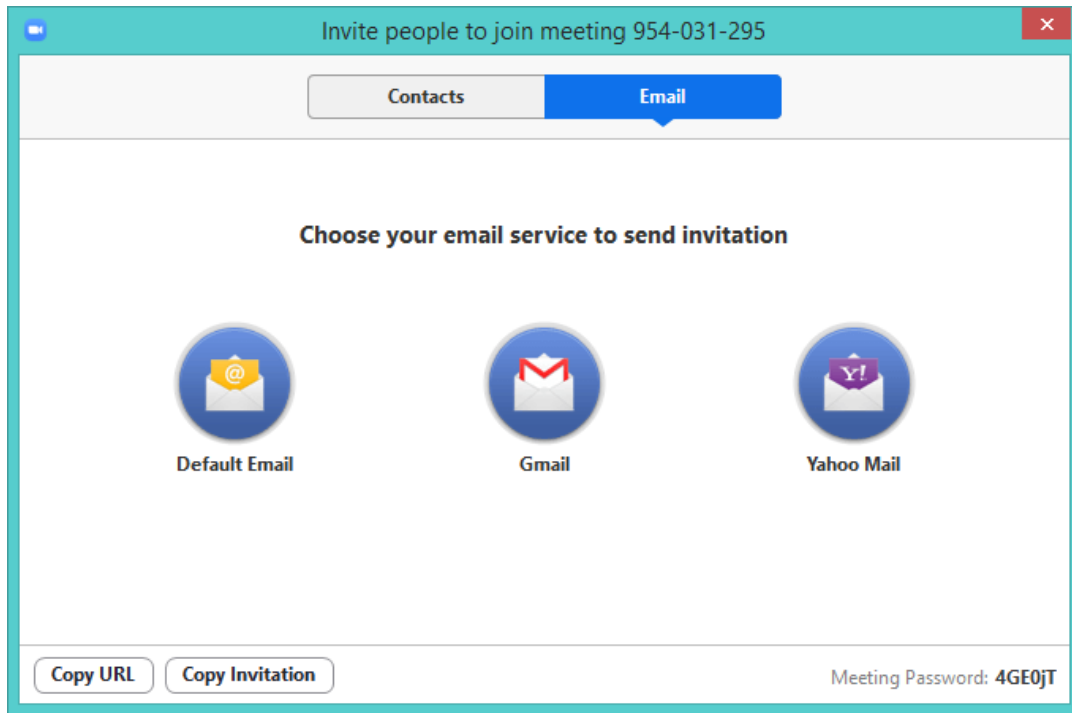 Invite people to join meeting 954-031-295
Contacts Email
Choose your email service to send invitation
@ Y!
Default Email Gmail Yahoo Mail
Copy URL Copy Invitation Meeting Password: 4GE0jT